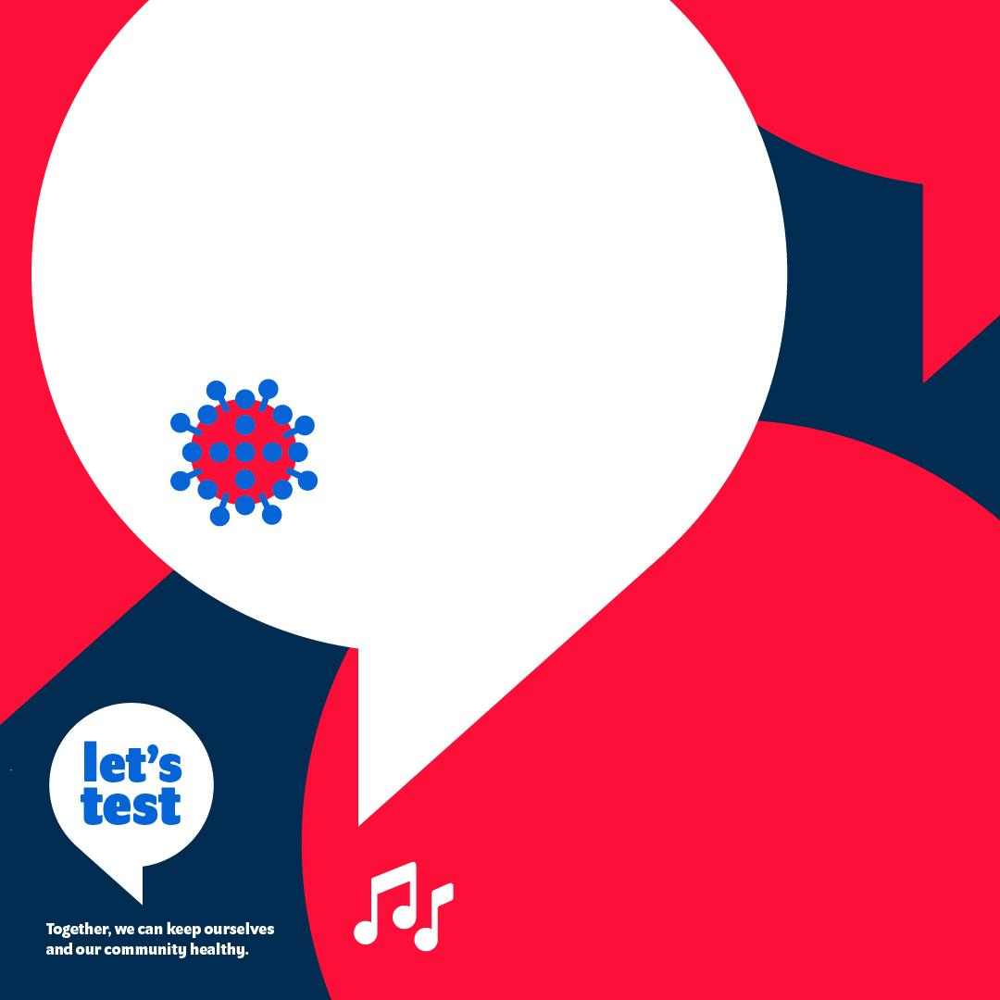 let's
test
Together, we can keep ourselves
and our community healthy.